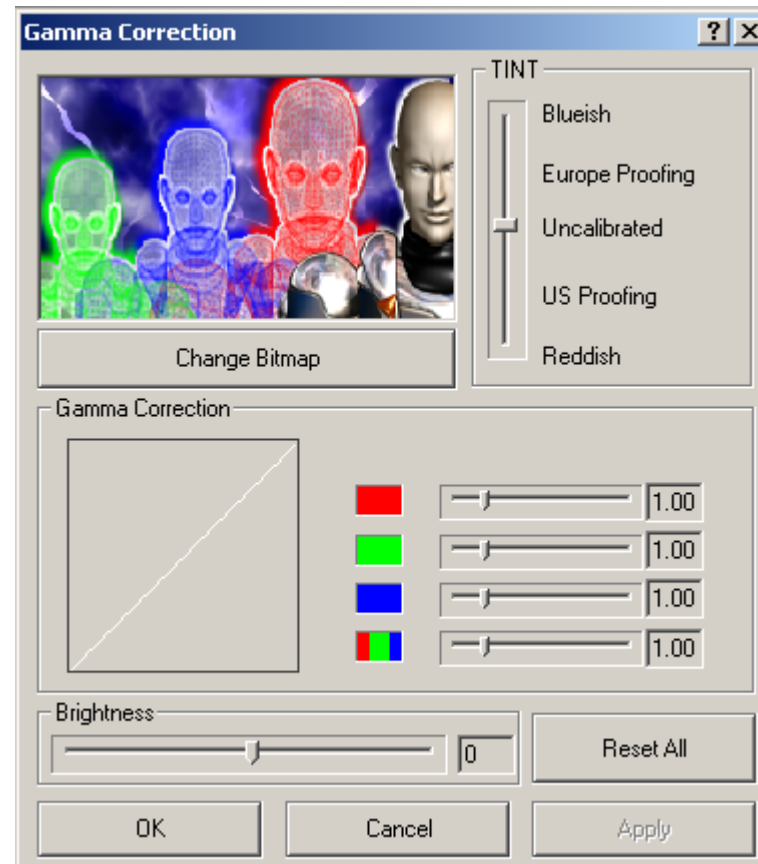 Gamma Correction
TINT
Blueish
Europe Proofing
Uncalibrated
US Proofing
Reddish
Change Bitmap
Gamma Correction
1.00
1.00
1.00
1.00
Brightness
0
Reset All
OK
Cancel
Apply